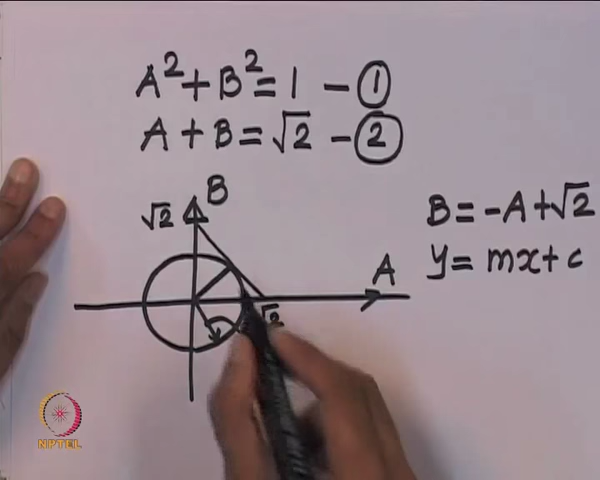 A²+B²=1 - ①
A+B=√2 - ②
B
√2
B=-A+√2
A
y=mx+c
√2
NPTEL